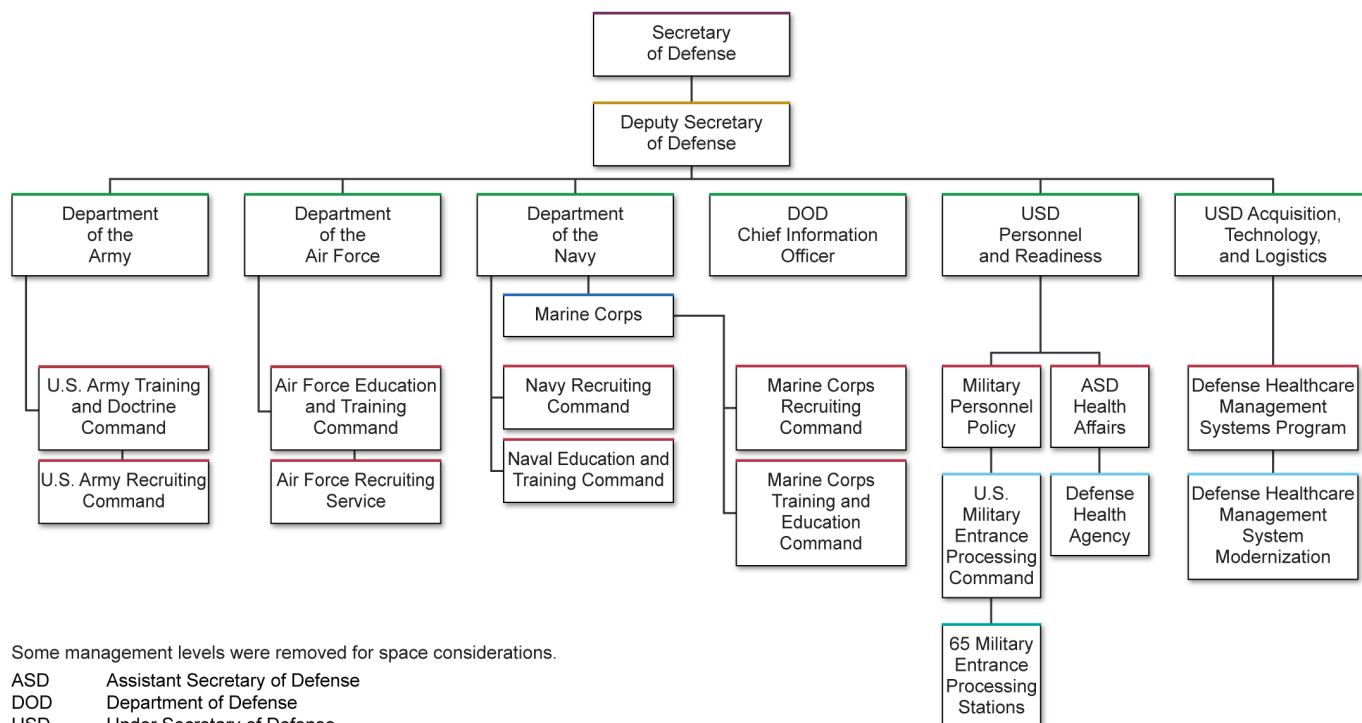 Secretary
of Defense
Deputy Secretary
of Defense
Department
of the
Army
Department
of the
Air Force
Department
of the
Navy
DOD
Chief Information
Officer
USD
Personnel
and Readiness
USD Acquisition,
Technology,
and Logistics
Marine Corps
U.S. Army Training
and Doctrine
Command
Air Force Education
and Training
Command
Navy Recruiting
Command
Marine Corps
Recruiting
Command
Military
Personnel
Policy
ASD
Health
Affairs
Defense Healthcare
Management
Systems Program
U.S. Army Recruiting
Command
Air Force Recruiting
Service
Naval Education and
Training Command
Marine Corps
Training and
Education
Command
U.S.
Military
Entrance
Processing
Command
Defense
Health
Agency
Defense Healthcare
Management
System
Modernization
65 Military
Entrance
Processing
Stations
Some management levels were removed for space considerations.
ASD Assistant Secretary of Defense
DOD Department of Defense
USD Under Secretary of Defense